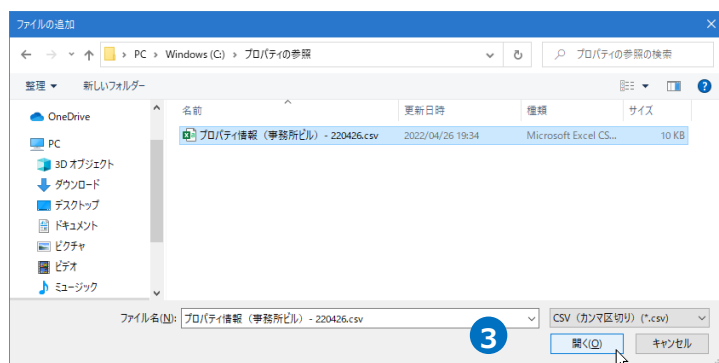 ファイルの追加
PC › Windows (C:) › プロパティの参照
プロパティの参照の検索
整理 新しいフォルダー
名前 更新日時 種類 サイズ
OneDrive
プロパティ情報（事務所ビル）- 220426.csv 2022/04/26 19:34 Microsoft Excel CS... 10 KB
PC
3D オブジェクト
ダウンロード
デスクトップ
ドキュメント
ピクチャ
ビデオ
ミュージック
ファイル名(N): プロパティ情報（事務所ビル）- 220426.csv CSV（カンマ区切り）(*.csv)
3
開く(O) キャンセル